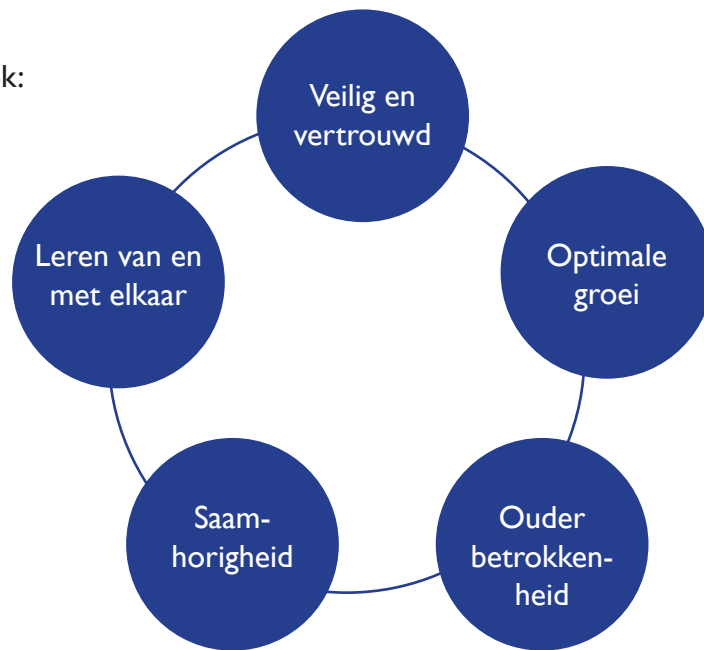 k:
Veilig en
vertrouwd
Optimale
groei
Ouder
betrokken-
heid
Saam-
horigheid
Leren van en
met elkaar